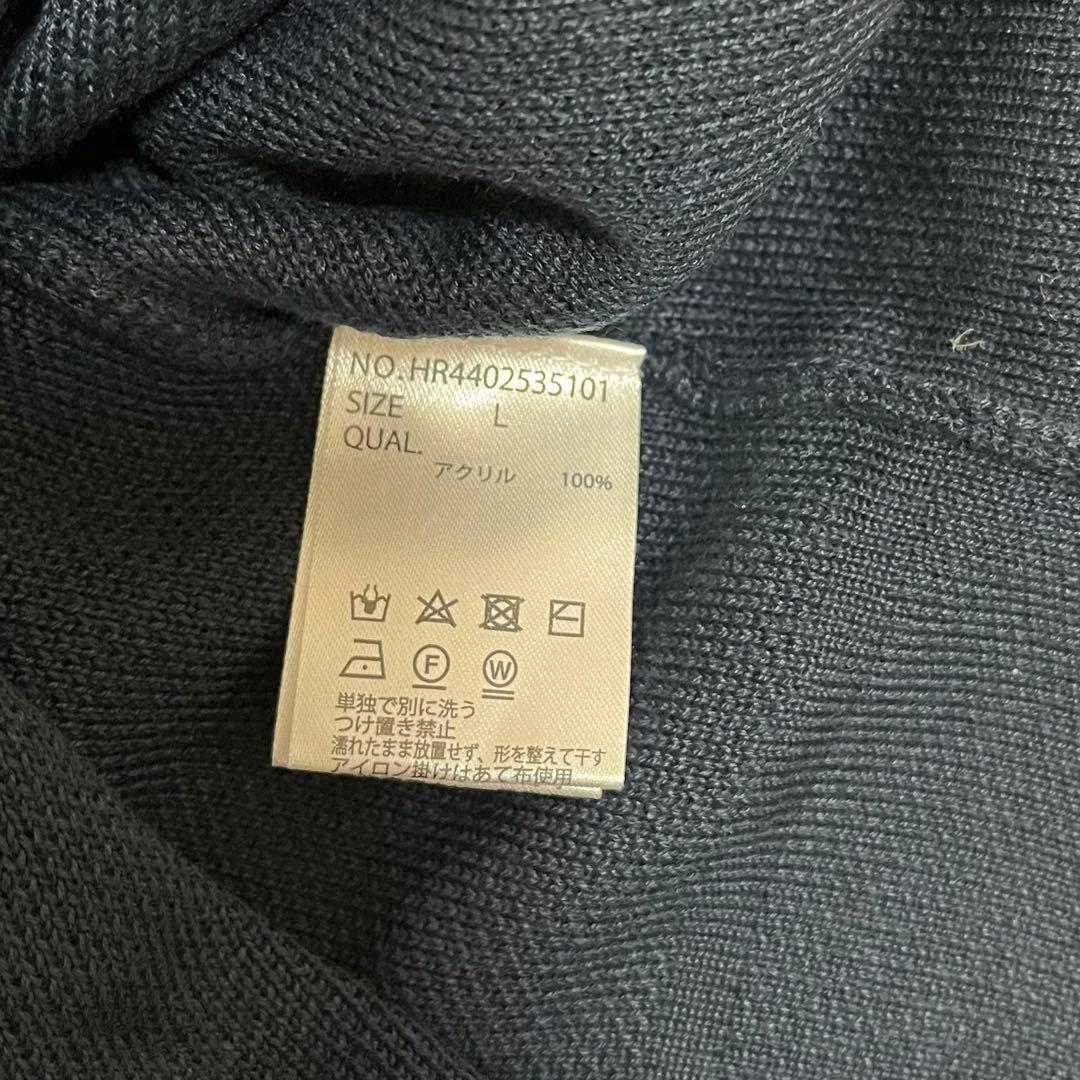 NO.HR4402535101
SIZE L
QUAL.
アクリル 100%
F W
単独で別に洗う
つけ置き禁止
濡れたまま放置せず、形を整えて干す
アイロン掛けはあて布使用